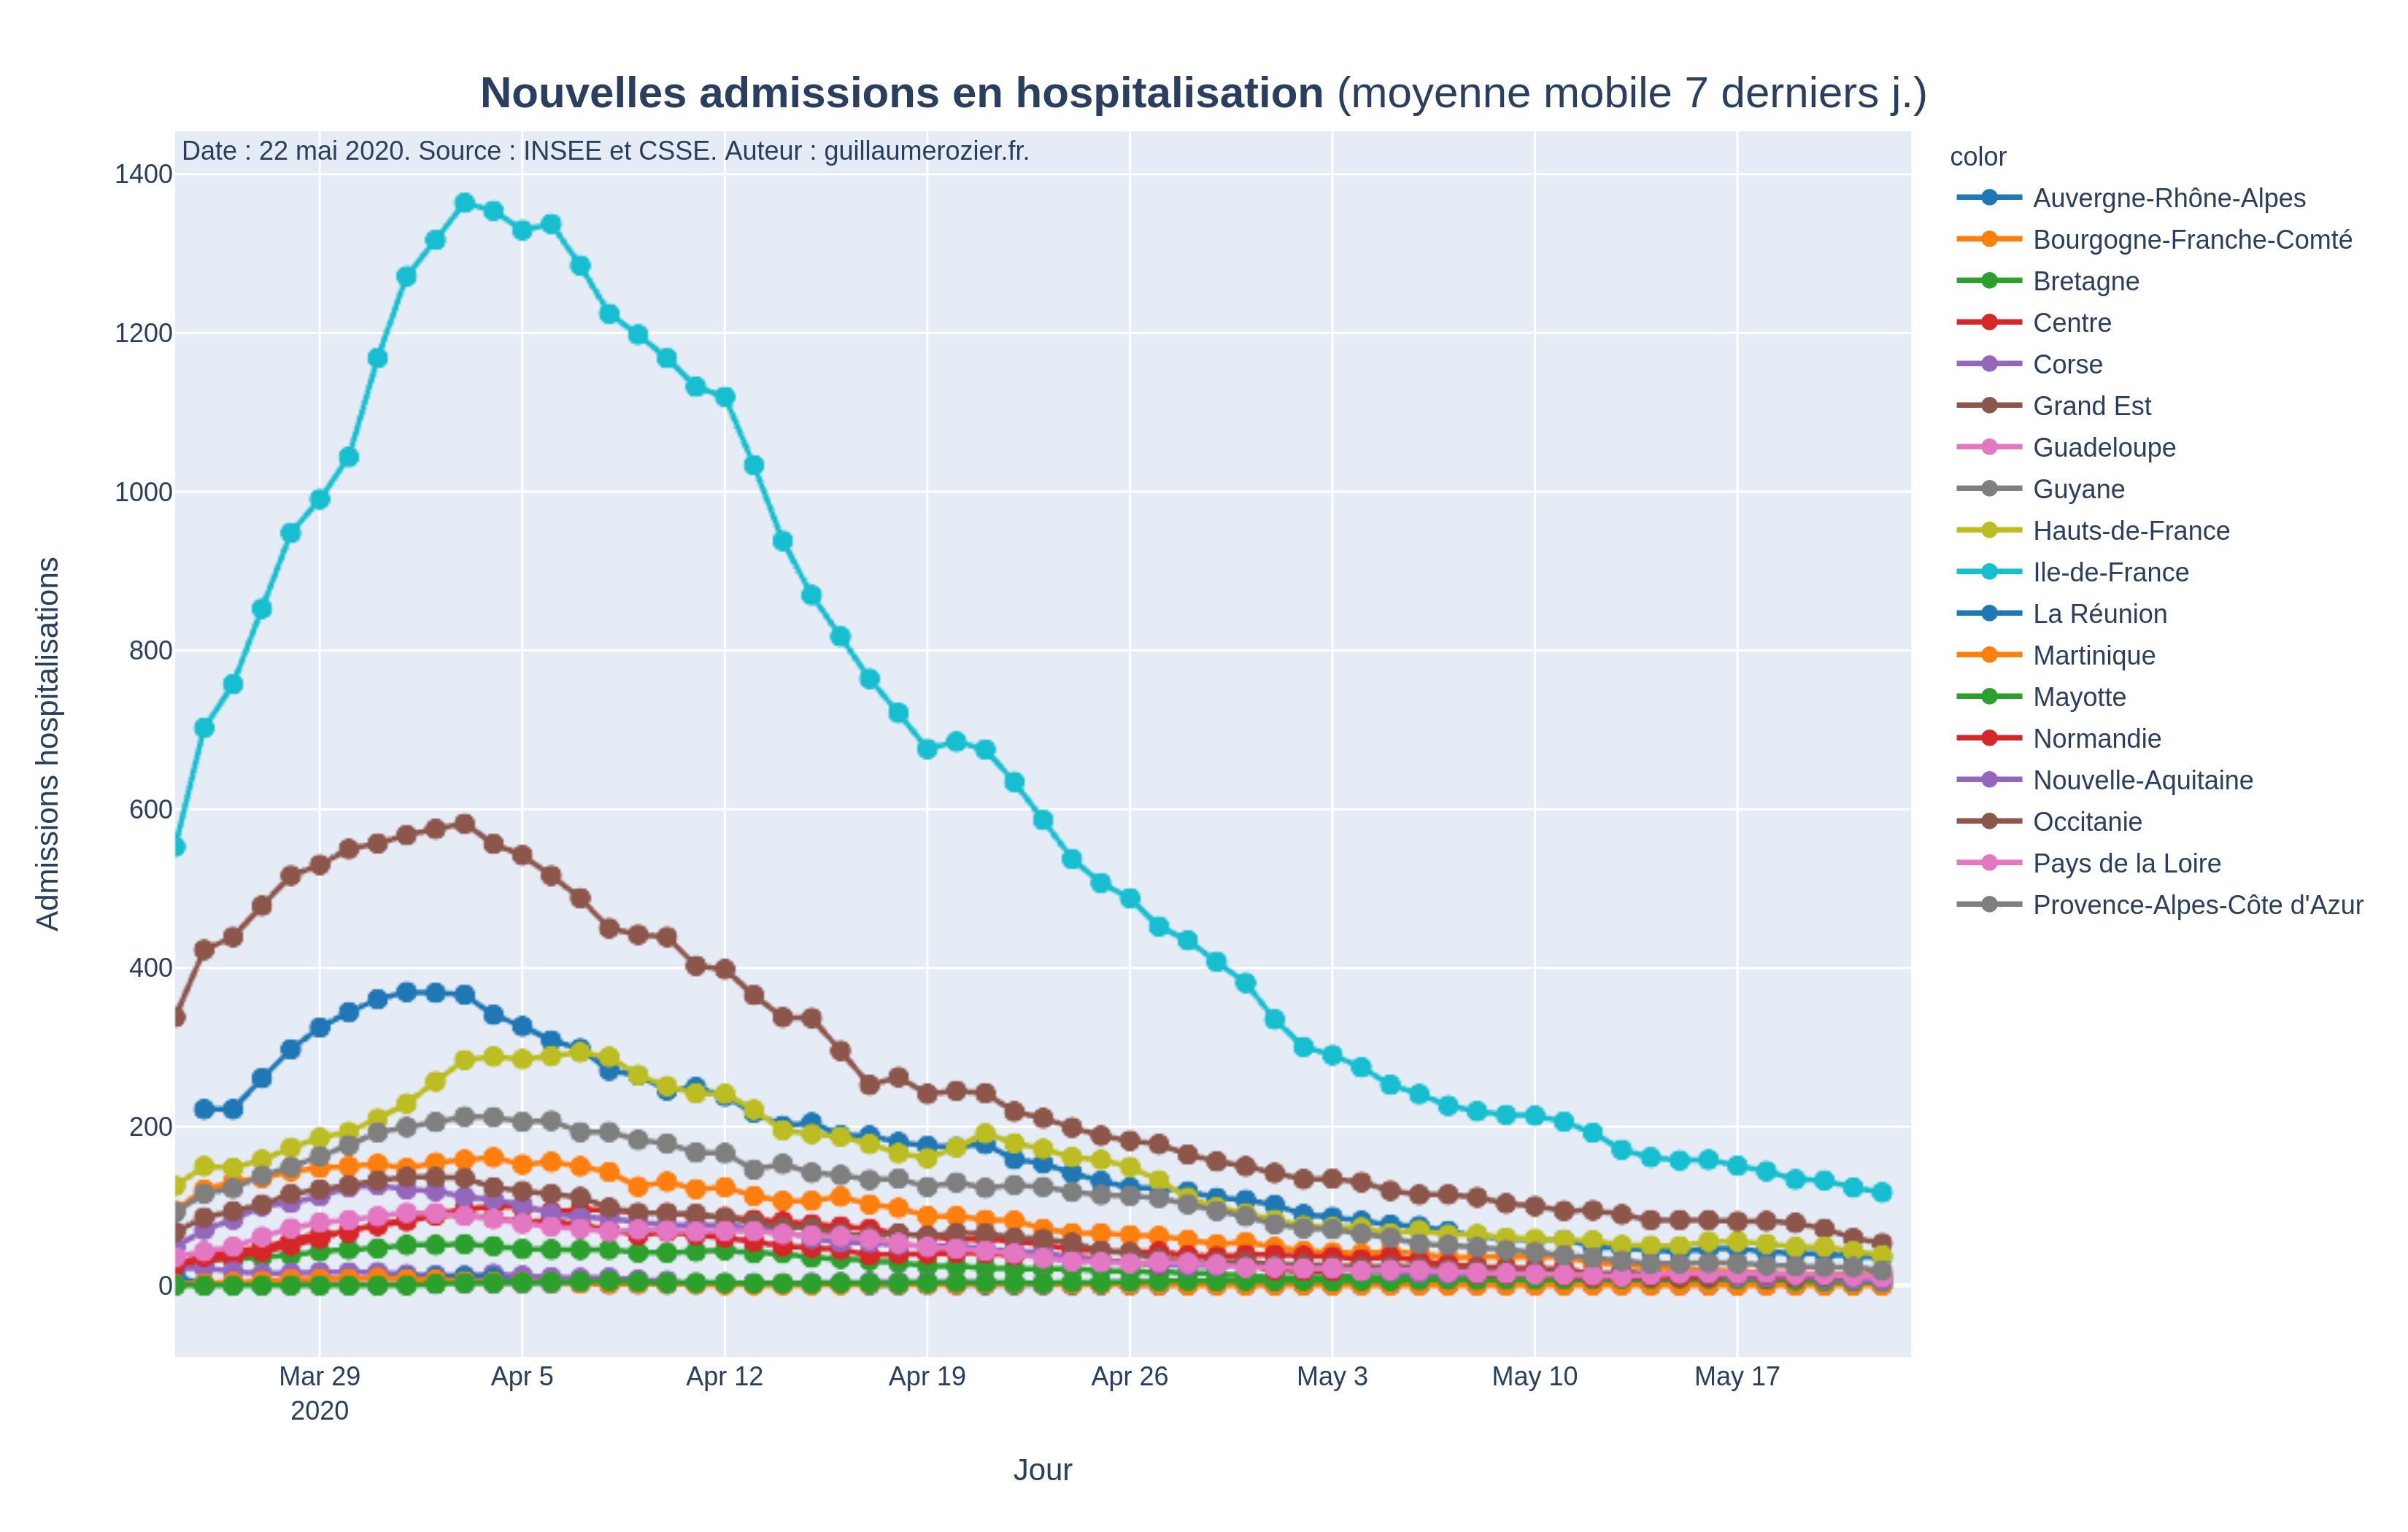 Nouvelles admissions en hospitalisation (moyenne mobile 7 derniers j.)
Date : 22 mai 2020. Source : INSEE et CSSE. Auteur : guillaumerozier.fr.
Admissions hospitalisations
1400
1200
1000
800
600
400
200
0
Mar 29
2020
Apr 5
Apr 12
Apr 19
Apr 26
May 3
May 10
May 17
Jour
color
Auvergne-Rhône-Alpes
Bourgogne-Franche-Comté
Bretagne
Centre
Corse
Grand Est
Guadeloupe
Guyane
Hauts-de-France
Ile-de-France
La Réunion
Martinique
Mayotte
Normandie
Nouvelle-Aquitaine
Occitanie
Pays de la Loire
Provence-Alpes-Côte d'Azur